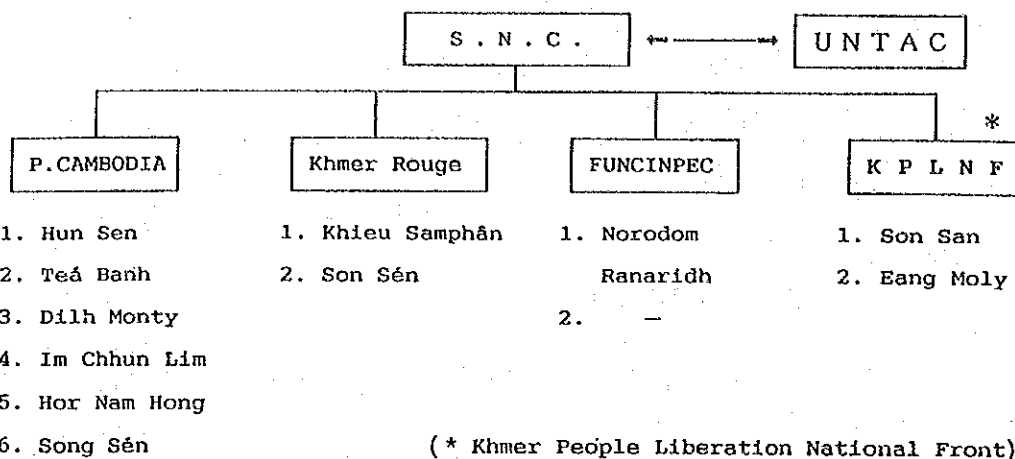 S.N.C. UNTAC
*
P.CAMBODIA Khmer Rouge FUNCINPEC K P L N F
1. Hun Sen 1. Khieu Samphân 1. Norodom 1. Son San
2. Teá Banh 2. Son Sén Ranaridh 2. Eang Moly
3. Dilh Monty 2. –
4. Im Chhun Lim
5. Hor Nam Hong
6. Song Sén (* Khmer People Liberation National Front)